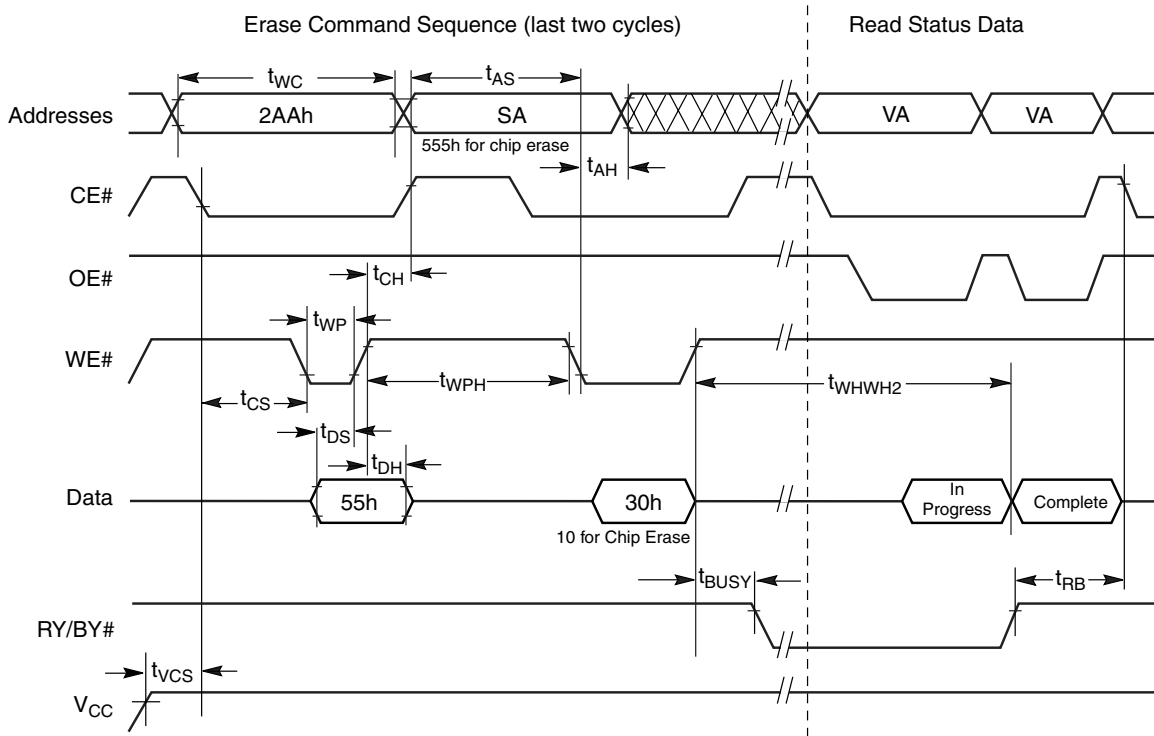 Erase Command Sequence (last two cycles)
Read Status Data
tWC
tAS
Addresses
2AAh
SA
VA
VA
555h for chip erase
tAH
CE#
OE#
tCH
tWP
WE#
tWPH
tWHWH2
tCS
tDS
tDH
Data
55h
30h
In
Progress
Complete
10 for Chip Erase
tBUSY
tRB
RY/BY#
tVCS
VCC